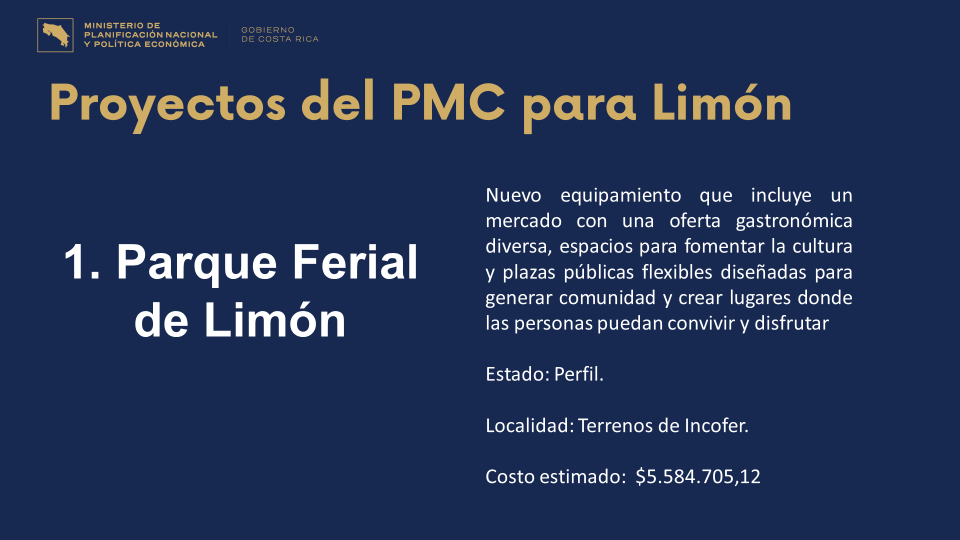 MINISTERIO DE
PLANIFICACIÓN NACIONAL
Y POLÍTICA ECONÓMICA
GOBIERNO
DE COSTA RICA
Proyectos del PMC para Limón
1. Parque Ferial
de Limón
Nuevo equipamiento que incluye un
mercado con una oferta gastronómica
diversa, espacios para fomentar la cultura
y plazas públicas flexibles diseñadas para
generar comunidad y crear lugares donde
las personas puedan convivir y disfrutar
Estado: Perfil.
Localidad: Terrenos de Incofer.
Costo estimado: $5.584.705,12